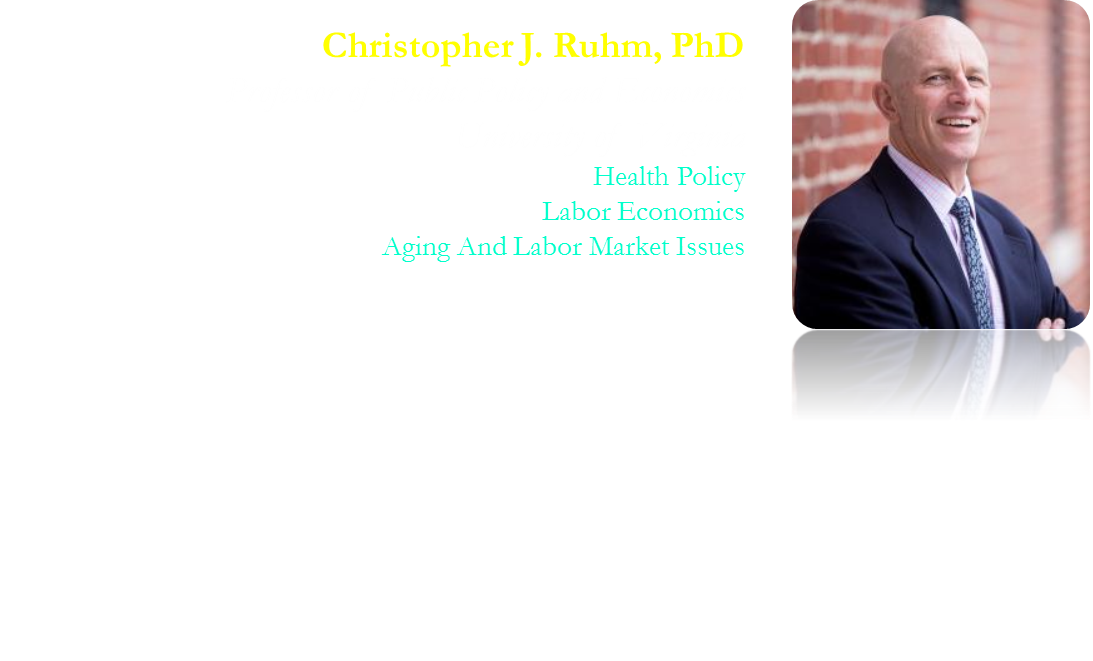 Christopher J. Ruhm, PhD
Health Policy
Labor Economics
Aging And Labor Market Issues